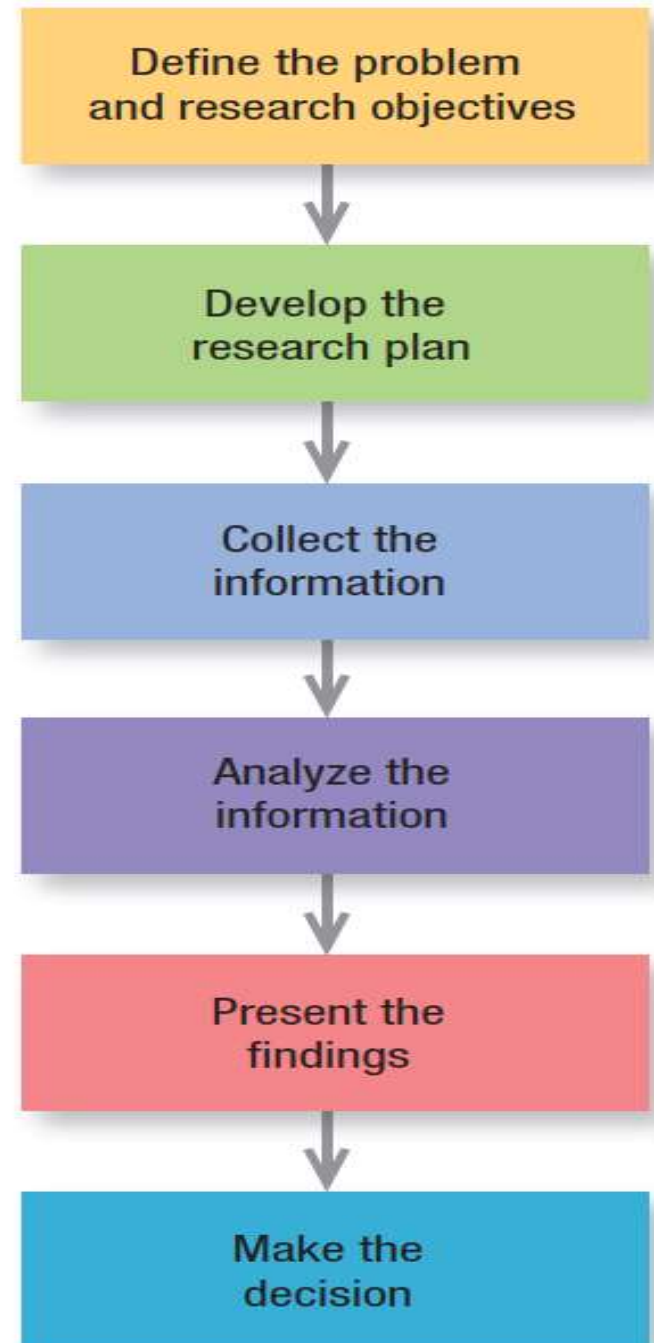 Define the problem
and research objectives
Develop the
research plan
Collect the
information
Analyze the
information
Present the
findings
Make the
decision